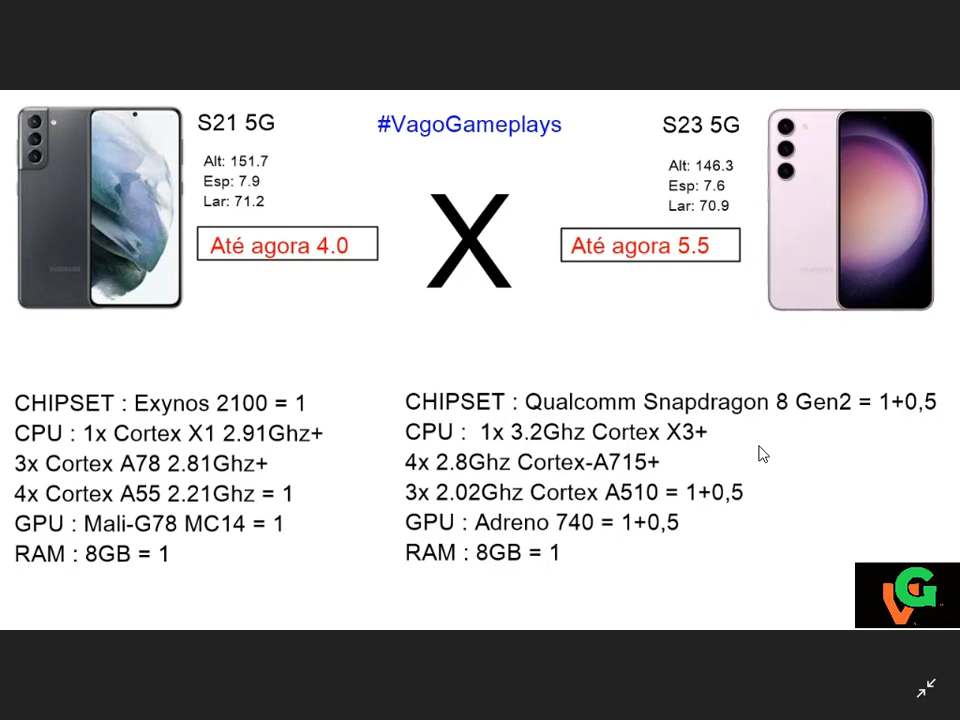 S21 5G
#VagoGameplays
S23 5G
Alt: 151.7
Esp: 7.9
Lar: 71.2
Alt: 146.3
Esp: 7.6
Lar: 70.9
Até agora 4.0
X
Até agora 5.5
SAMSUNG
SAMSUNG
CHIPSET : Exynos 2100 = 1
CPU : 1x Cortex X1 2.91Ghz+
3x Cortex A78 2.81Ghz+
4x Cortex A55 2.21Ghz = 1
GPU : Mali-G78 MC14 = 1
RAM : 8GB = 1
CHIPSET : Qualcomm Snapdragon 8 Gen2 = 1+0,5
CPU :  1x 3.2Ghz Cortex X3+
4x 2.8Ghz Cortex-A715+
3x 2.02Ghz Cortex A510 = 1+0,5
GPU : Adreno 740 = 1+0,5
RAM : 8GB = 1
VG